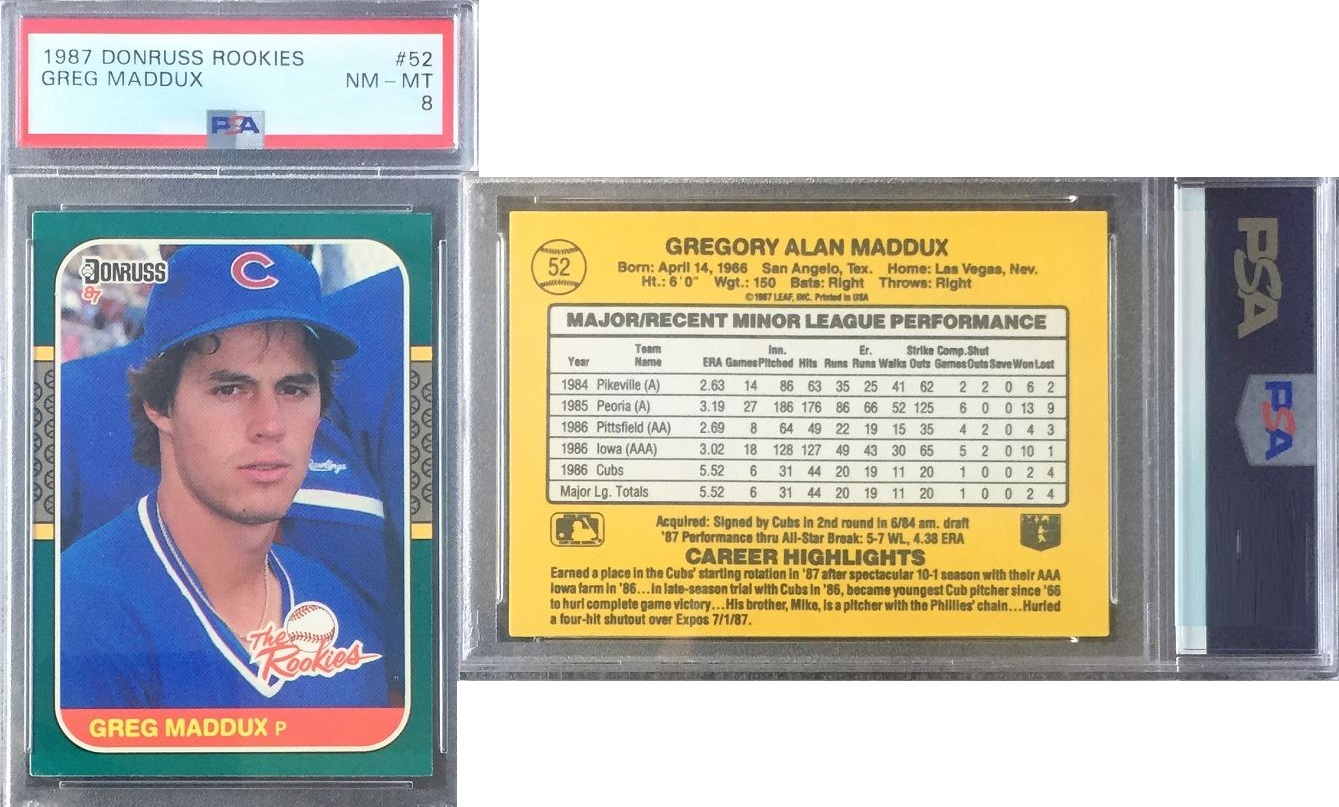 1987 DONRUSS ROOKIES #52
GREG MADDUX NM - MT
8
PSA
DONRUSS
87
C
Rawlings
The
Rookies
GREG MADDUX P
52
GREGORY ALAN MADDUX
Born: April 14, 1966 San Angelo, Tex. Home: Las Vegas, Nev.
Ht.: 6'0" Wgt.: 150 Bats: Right Throws: Right
©1987 LEAF, INC. Printed in USA
MAJOR/RECENT MINOR LEAGUE PERFORMANCE
Team Inn. Er. Strike Comp. Shut
Year Name ERA Games Pitched Hits Runs Runs Walks Outs Games Outs Save Won Lost
1984 Pikeville (A) 2.63 14 86 63 35 25 41 62 2 2 0 6 2
1985 Peoria (A) 3.19 27 186 176 86 66 52 125 6 0 0 13 9
1986 Pittsfield (AA) 2.69 8 64 49 22 19 15 35 4 2 0 4 3
1986 Iowa (AAA) 3.02 18 128 127 49 43 30 65 5 2 0 10 1
1986 Cubs 5.52 6 31 44 20 19 11 20 1 0 0 2 4
Major Lg. Totals 5.52 6 31 44 20 19 11 20 1 0 0 2 4
Acquired: Signed by Cubs in 2nd round in 6/84 am. draft
'87 Performance thru All-Star Break: 5-7 WL, 4.38 ERA
CAREER HIGHLIGHTS
Earned a place in the Cubs' starting rotation in '87 after spectacular 10-1 season with their AAA
Iowa farm in '86...in late-season trial with Cubs in '86, became youngest Cub pitcher since '66
to hurl complete game victory...His brother, Mike, is a pitcher with the Phillies' chain...Hurled
a four-hit shutout over Expos 7/1/87.
PSA
PSA